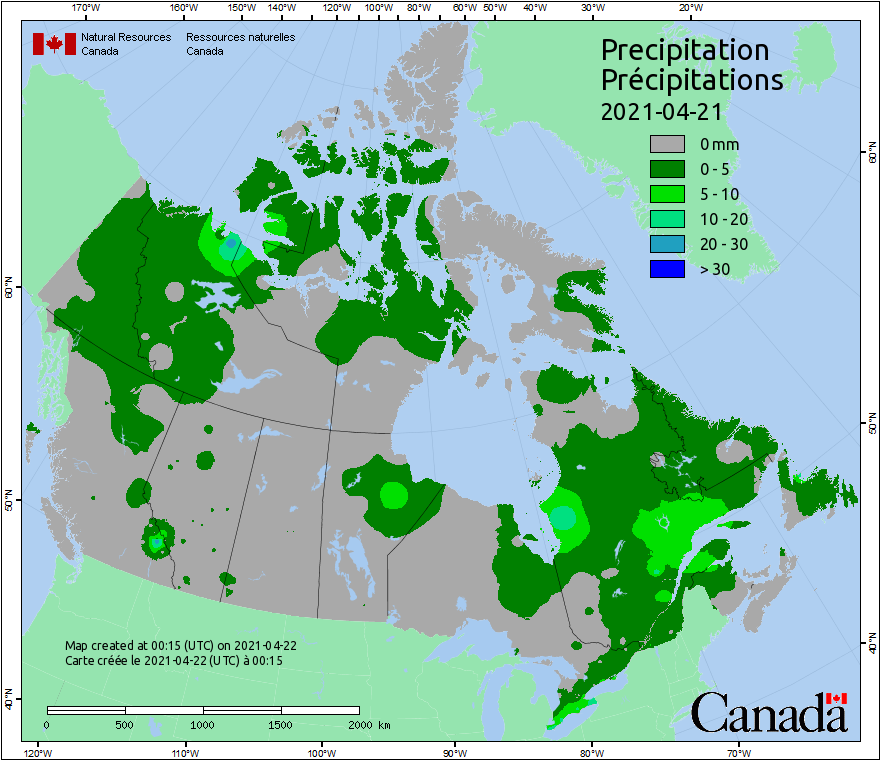 170°W 160°W 150°W 140°W 130°W 120°W 110°W 100°W 90°W 80°W 60°W 50°W 40°W 30°W 20°W
Natural Resources Canada
Ressources naturelles Canada
Precipitation
Précipitations
2021-04-21
0 mm
0 - 5
5 - 10
10 - 20
20 - 30
> 30
60°N
50°N
40°N
60°N
50°N
40°N
Map created at 00:15 (UTC) on 2021-04-22
Carte créée le 2021-04-22 (UTC) à 00:15
0 500 1000 1500 2000 km
Canada
120°W 110°W 100°W 90°W 80°W 70°W